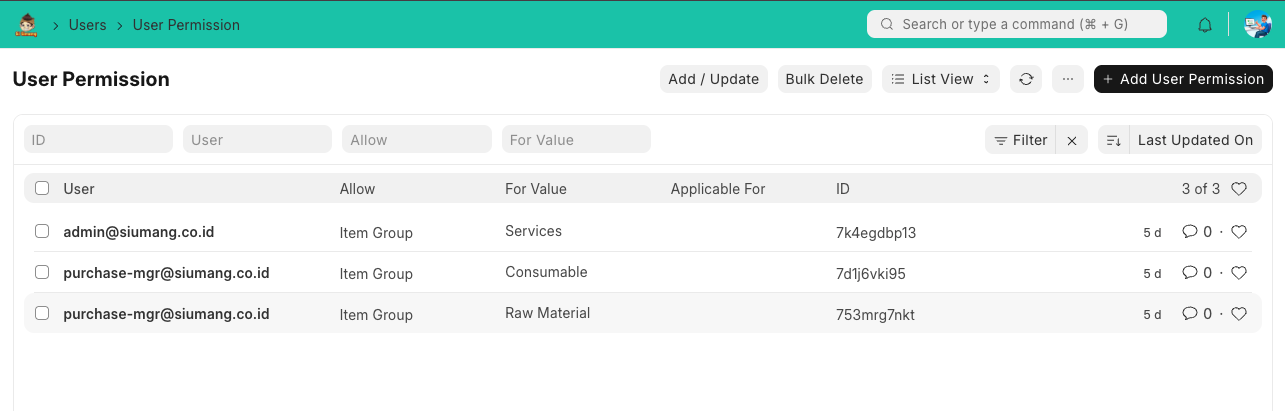 Users
User Permission
Search or type a command (⌘ + G)
User Permission
Add / Update
Bulk Delete
List View
···
+ Add User Permission
ID
User
Allow
For Value
Filter
Last Updated On
User Allow For Value Applicable For ID 3 of 3
admin@siumang.co.id Item Group Services 7k4egdbp13 5 d 0 ·
purchase-mgr@siumang.co.id Item Group Consumable 7d1j6vki95 5 d 0 ·
purchase-mgr@siumang.co.id Item Group Raw Material 753mrg7nkt 5 d 0 ·